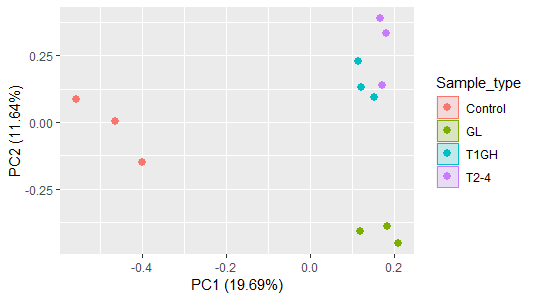 0.25
0.00
-0.25
PC2 (11.64%)
-0.4
-0.2
0.0
0.2
PC1 (19.69%)
Sample_type
Control
GL
T1GH
T2-4